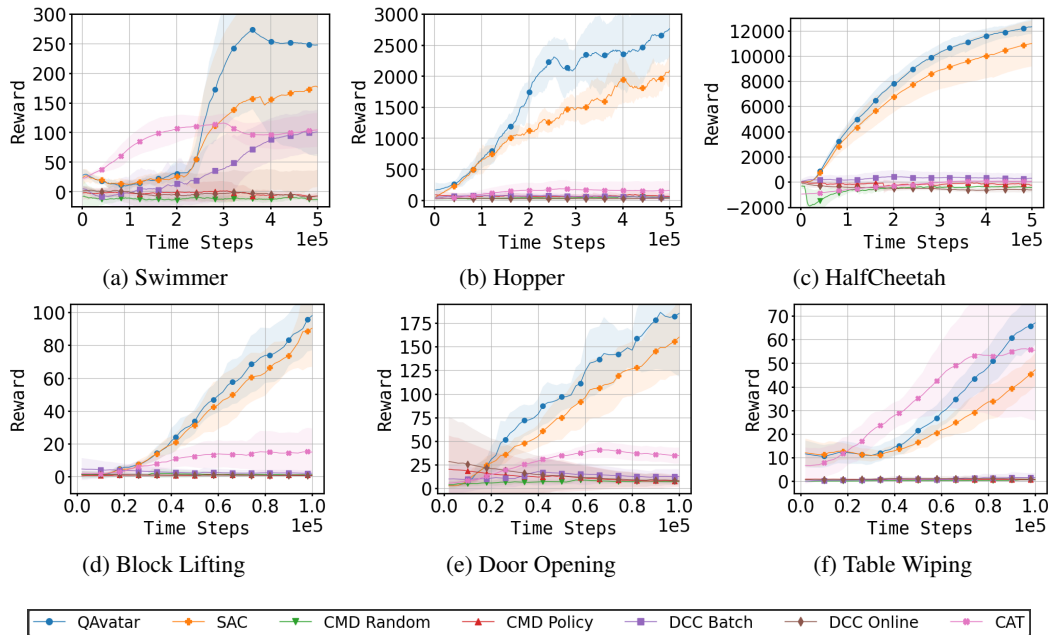 300
250
200
150
100
50
0
Reward
0 1 2 3 4 5
Time Steps 1e5
(a) Swimmer
3000
2500
2000
1500
1000
500
0
Reward
0 1 2 3 4 5
Time Steps 1e5
(b) Hopper
12000
10000
8000
6000
4000
2000
0
−2000
Reward
0 1 2 3 4 5
Time Steps 1e5
(c) HalfCheetah
100
80
60
40
20
0
Reward
0.0 0.2 0.4 0.6 0.8 1.0
Time Steps 1e5
(d) Block Lifting
175
150
125
100
75
50
25
0
Reward
0.0 0.2 0.4 0.6 0.8 1.0
Time Steps 1e5
(e) Door Opening
70
60
50
40
30
20
10
0
Reward
0.0 0.2 0.4 0.6 0.8 1.0
Time Steps 1e5
(f) Table Wiping
QAvatar SAC CMD Random CMD Policy DCC Batch DCC Online CAT